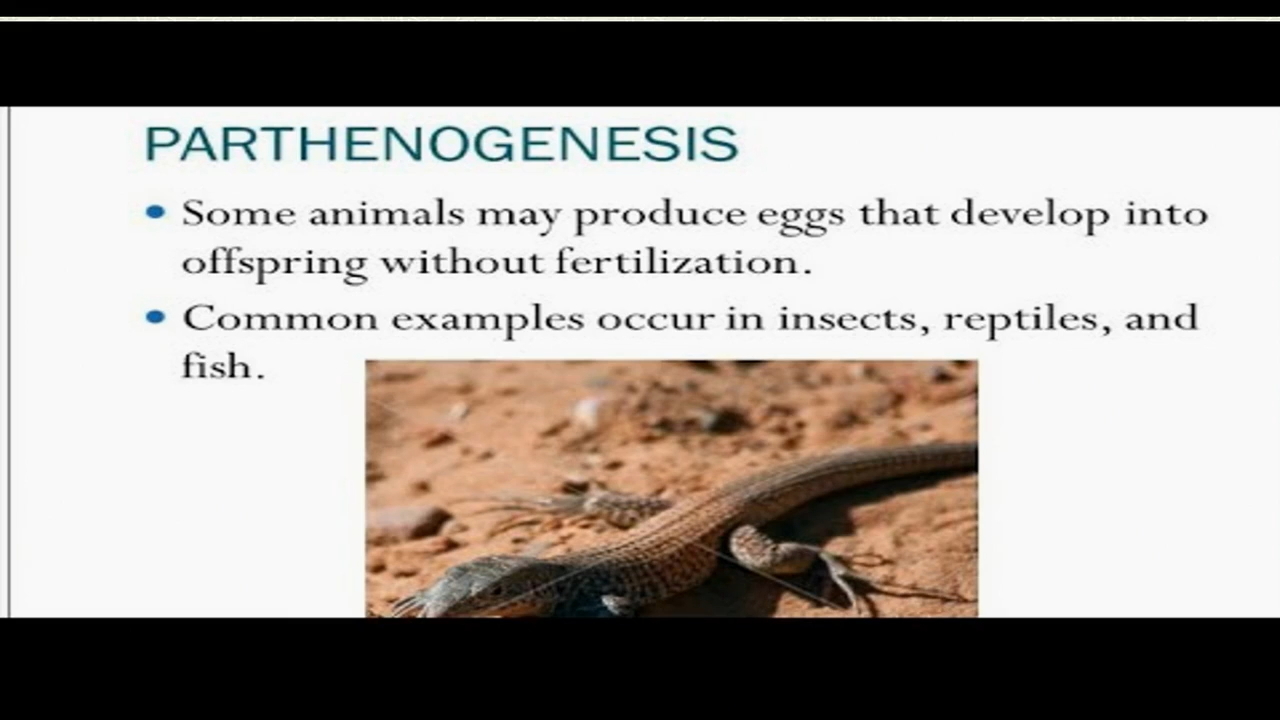 PARTHENOGENESIS
• Some animals may produce eggs that develop into
offspring without fertilization.
• Common examples occur in insects, reptiles, and
fish.